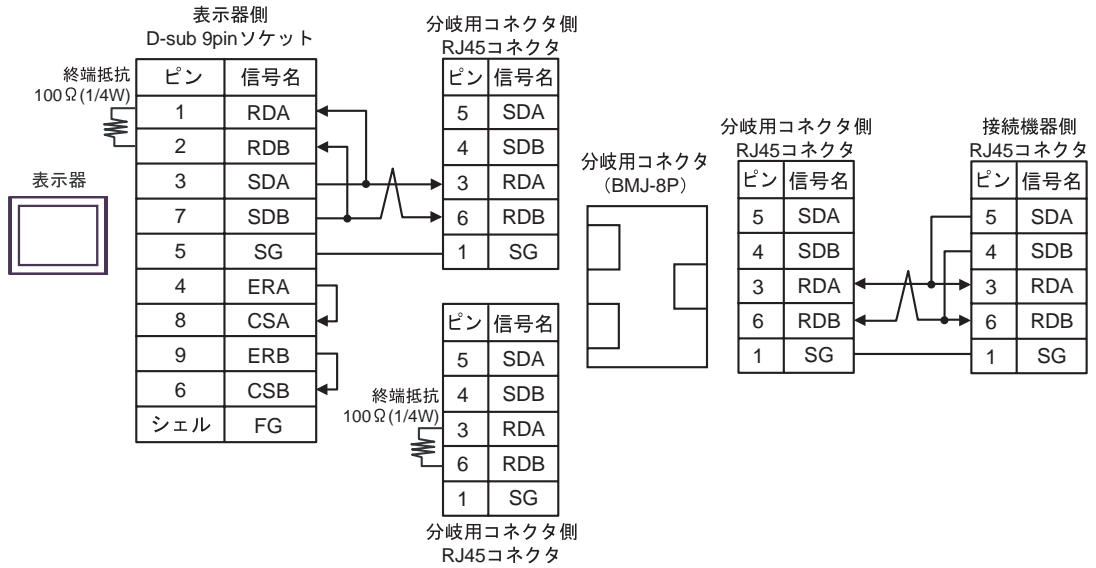 表示器側
D-sub 9pinソケット
終端抵抗
100Ω(1/4W)
ピン 信号名
1 RDA
2 RDB
3 SDA
7 SDB
5 SG
4 ERA
8 CSA
9 ERB
6 CSB
シェル FG
表示器
分岐用コネクタ側
RJ45コネクタ
ピン 信号名
5 SDA
4 SDB
3 RDA
6 RDB
1 SG
ピン 信号名
5 SDA
4 SDB
3 RDA
6 RDB
1 SG
終端抵抗
100Ω(1/4W)
分岐用コネクタ側
RJ45コネクタ
分岐用コネクタ
（BMJ-8P）
分岐用コネクタ側
RJ45コネクタ
ピン 信号名
5 SDA
4 SDB
3 RDA
6 RDB
1 SG
接続機器側
RJ45コネクタ
ピン 信号名
5 SDA
4 SDB
3 RDA
6 RDB
1 SG